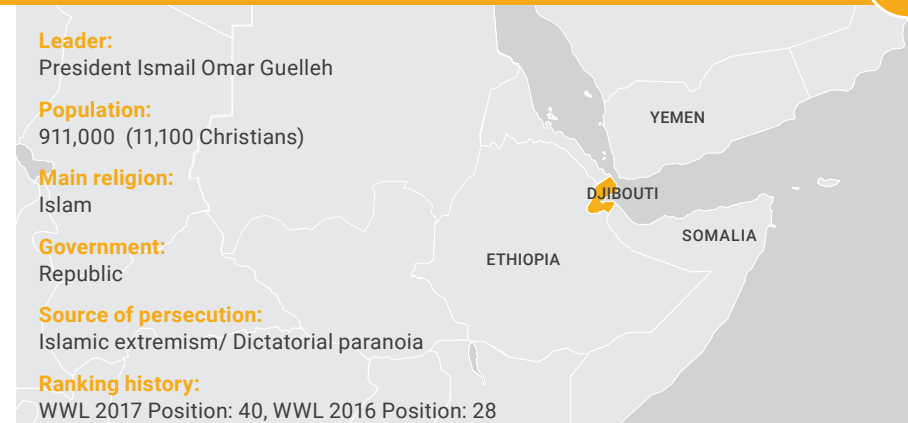 Leader:
President Ismail Omar Guelleh
Population:
911,000 (11,100 Christians)
Main religion:
Islam
Government:
Republic
Source of persecution:
Islamic extremism/ Dictatorial paranoia
Ranking history:
WWL 2017 Position: 40, WWL 2016 Position: 28
YEMEN
DJIBOUTI
SOMALIA
ETHIOPIA